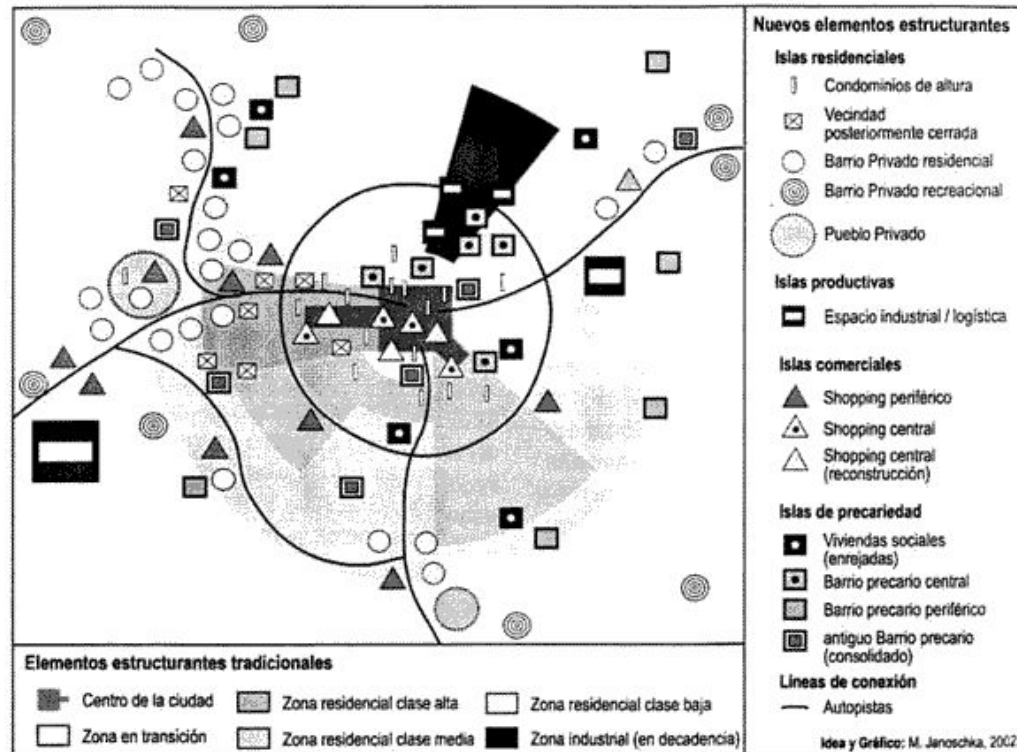 Nuevos elementos estructurantes
Islas residenciales
Condominios de altura
Vecindad
posteriormente cerrada
Barrio Privado residencial
Barrio Privado recreacional
Pueblo Privado
Islas productivas
Espacio industrial / logística
Islas comerciales
Shopping periférico
Shopping central
Shopping central
(reconstrucción)
Islas de precariedad
Viviendas sociales
(enrejadas)
Barrio precario central
Barrio precario periférico
antiguo Barrio precario
(consolidado)
Líneas de conexión
Autopistas
Idea y Gráfico: M. Janoschka, 2002
Elementos estructurantes tradicionales
Centro de la ciudad
Zona residencial clase alta
Zona residencial clase baja
Zona en transición
Zona residencial clase media
Zona industrial (en decadencia)